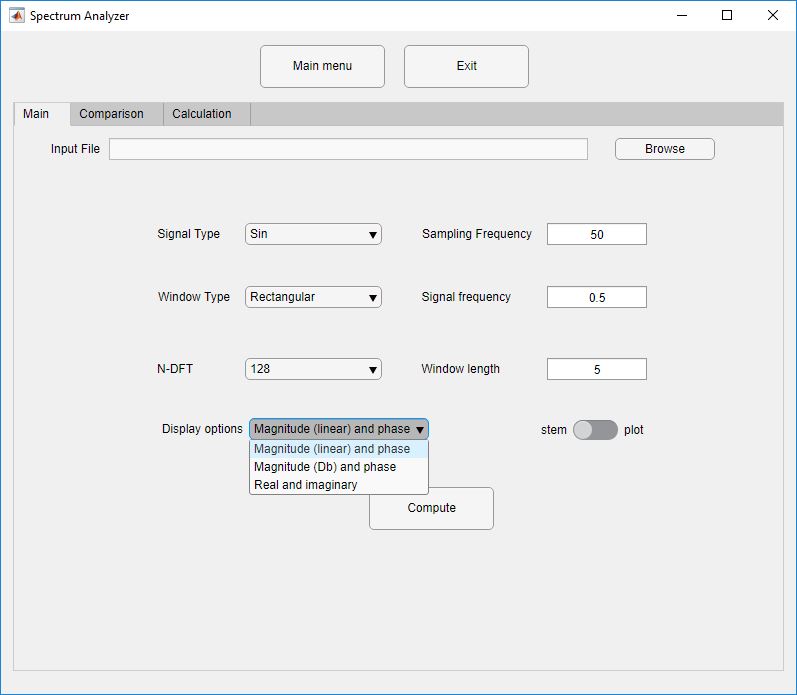 Spectrum Analyzer
Main menu Exit
Main Comparison Calculation
Input File Browse
Signal Type Sin Sampling Frequency 50
Window Type Rectangular Signal frequency 0.5
N-DFT 128 Window length 5
Display options Magnitude (linear) and phase stem plot
Magnitude (linear) and phase
Magnitude (Db) and phase
Real and imaginary
Compute